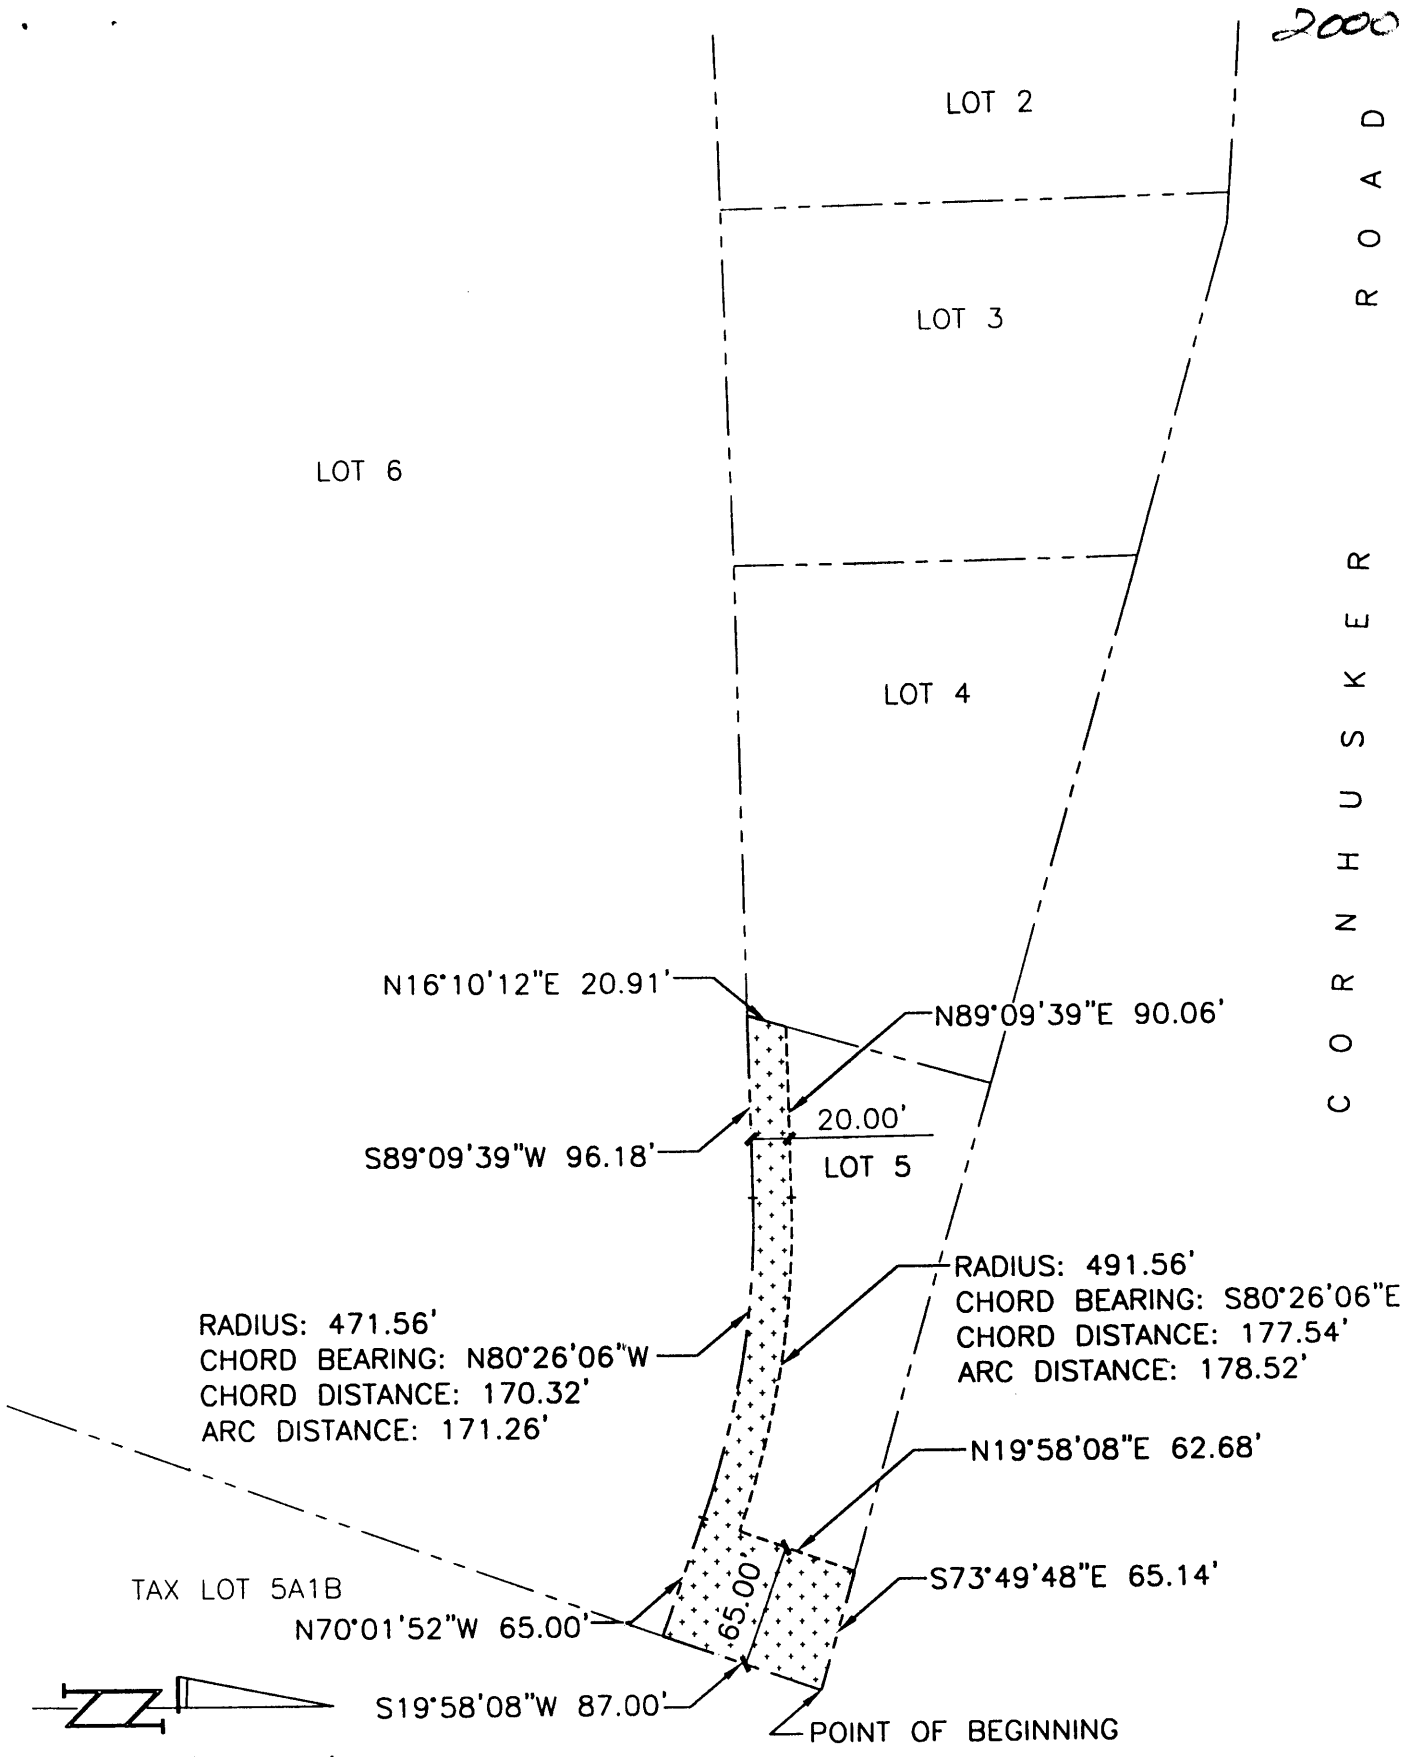 2000
LOT 2
LOT 3
LOT 6
LOT 4
CORNHUSKER ROAD
N16°10'12"E 20.91'
N89°09'39"E 90.06'
20.00'
S89°09'39"W 96.18'
LOT 5
RADIUS: 491.56'
CHORD BEARING: S80°26'06"E
CHORD DISTANCE: 177.54'
ARC DISTANCE: 178.52'
RADIUS: 471.56'
CHORD BEARING: N80°26'06"W
CHORD DISTANCE: 170.32'
ARC DISTANCE: 171.26'
N19°58'08"E 62.68'
65.00'
S73°49'48"E 65.14'
TAX LOT 5A1B
N70°01'52"W 65.00'
S19°58'08"W 87.00'
POINT OF BEGINNING
N